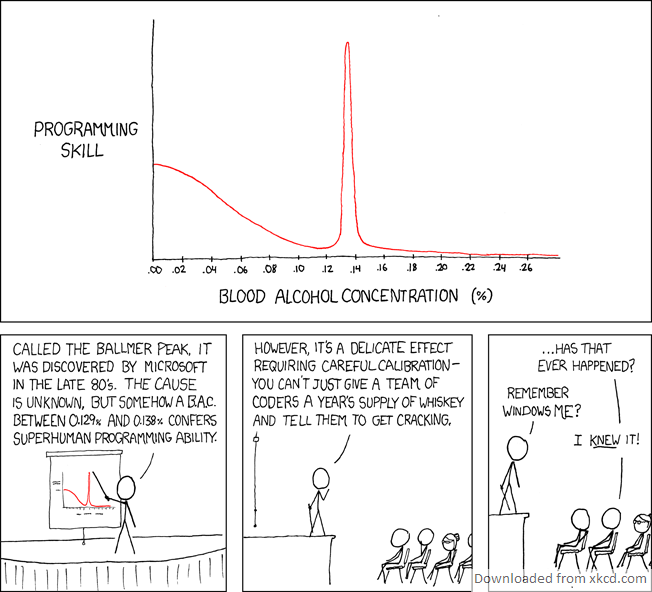 PROGRAMMING
SKILL
.00 .02 .04 .06 .08 .10 .12 .14 .16 .18 .20 .22 .24 .26
BLOOD ALCOHOL CONCENTRATION (%)
CALLED THE BALLMER PEAK, IT
WAS DISCOVERED BY MICROSOFT
IN THE LATE 80'S. THE CAUSE
IS UNKNOWN, BUT SOMEHOW A B.A.C.
BETWEEN 0.129% AND 0.138% CONFERS
SUPERHUMAN PROGRAMMING ABILITY.
HOWEVER, IT'S A DELICATE EFFECT
REQUIRING CAREFUL CALIBRATION—
YOU CAN'T JUST GIVE A TEAM OF
CODERS A YEAR'S SUPPLY OF WHISKEY
AND TELL THEM TO GET CRACKING.
...HAS THAT
EVER HAPPENED?
REMEMBER
WINDOWS ME?
I KNEW IT!
Downloaded from xkcd.com